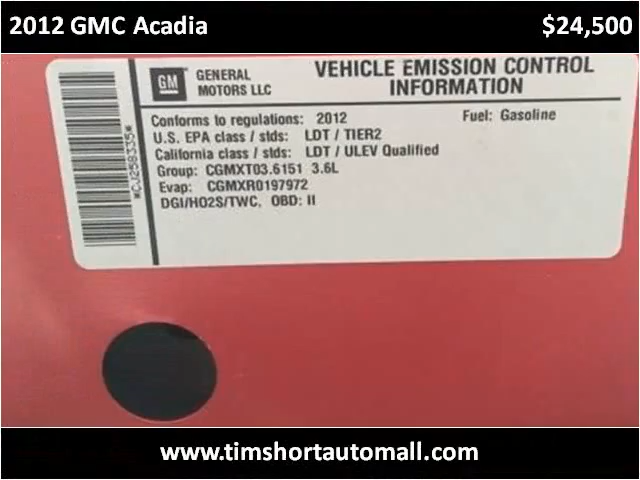 2012 GMC Acadia
$24,500
GM
GENERAL
MOTORS LLC
VEHICLE EMISSION CONTROL
INFORMATION
Conforms to regulations: 2012
Fuel: Gasoline
U.S. EPA class / stds: LDT / TIER2
California class / stds: LDT / ULEV Qualified
Group: CGMXT03.6151 3.6L
Evap: CGMXR0197972
DGI/HO2S/TWC, OBD: II
*CJ258335*
www.timshortautomall.com